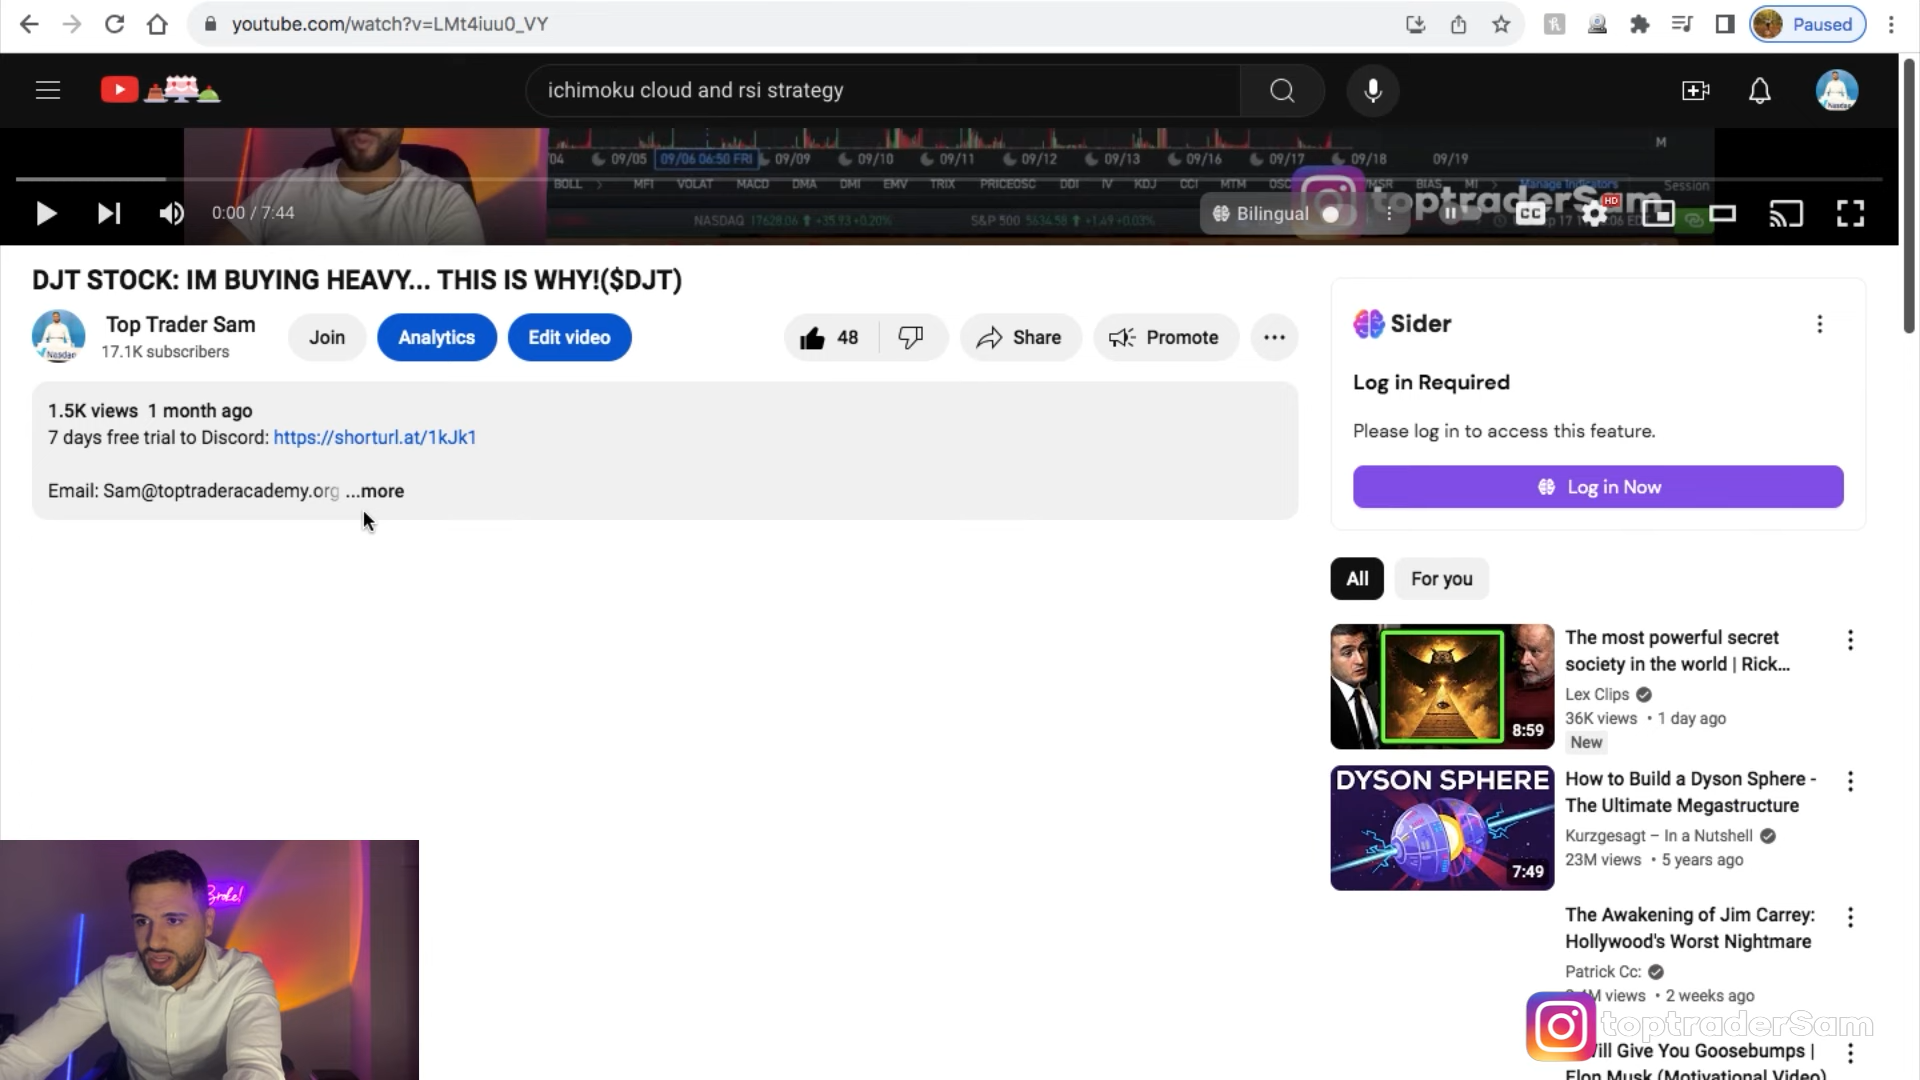 youtube.com/watch?v=LMt4iuu0_VY
Paused
ichimoku cloud and rsi strategy
09/05 09/06 06:50 FRI 09/09 09/10 09/11 09/12 09/13 09/16 09/17 09/18 09/19
M
BOLL MFI VOLAT MACD DMA DMI EMV TRIX PRICEOSC DDI IV KDJ CCI MTM OSC MSR BIAS MI Manage Indicators Session
toptraderSam
0:00 / 7:44
NASDAQ 17628.06 +35.93 +0.20% S&P 500 5634.58 +1.49 +0.03%
Bilingual
CC
HD
DJT STOCK: IM BUYING HEAVY... THIS IS WHY!($DJT)
Top Trader Sam
17.1K subscribers
Nasdaq
Join
Analytics
Edit video
48
Share
Promote
1.5K views 1 month ago
7 days free trial to Discord: https://shorturl.at/1kJk1
Email: Sam@toptraderacademy.org ...more
Sider
Log in Required
Please log in to access this feature.
Log in Now
All
For you
The most powerful secret
society in the world | Rick...
Lex Clips
36K views • 1 day ago
New
8:59
DYSON SPHERE
7:49
How to Build a Dyson Sphere -
The Ultimate Megastructure
Kurzgesagt – In a Nutshell
23M views • 5 years ago
The Awakening of Jim Carrey:
Hollywood's Worst Nightmare
Patrick Cc:
views • 2 weeks ago
toptraderSam
Will Give You Goosebumps |
Elon Musk (Motivational Video)
Broke!